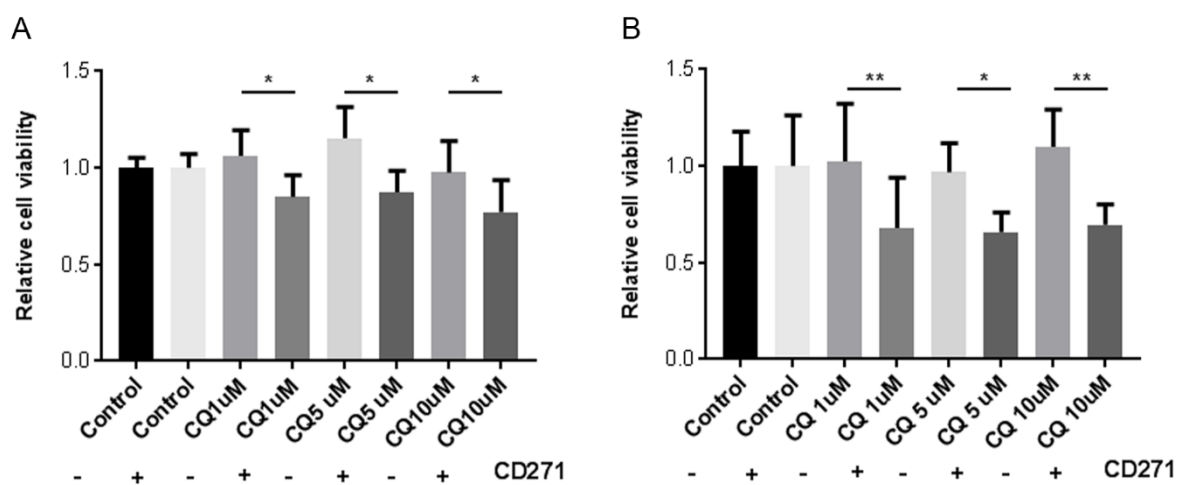 A
Relative cell viability
1.5
1.0
0.5
0.0
* * *
Control Control CQ1uM CQ1uM CQ5 uM CQ5 uM CQ10uM CQ10uM
- + - + - + - + CD271
B
Relative cell viability
1.5
1.0
0.5
0.0
** * **
Control Control CQ 1uM CQ 1uM CQ 5 uM CQ 5 uM CQ 10uM CQ 10uM
- + - + - + - + CD271